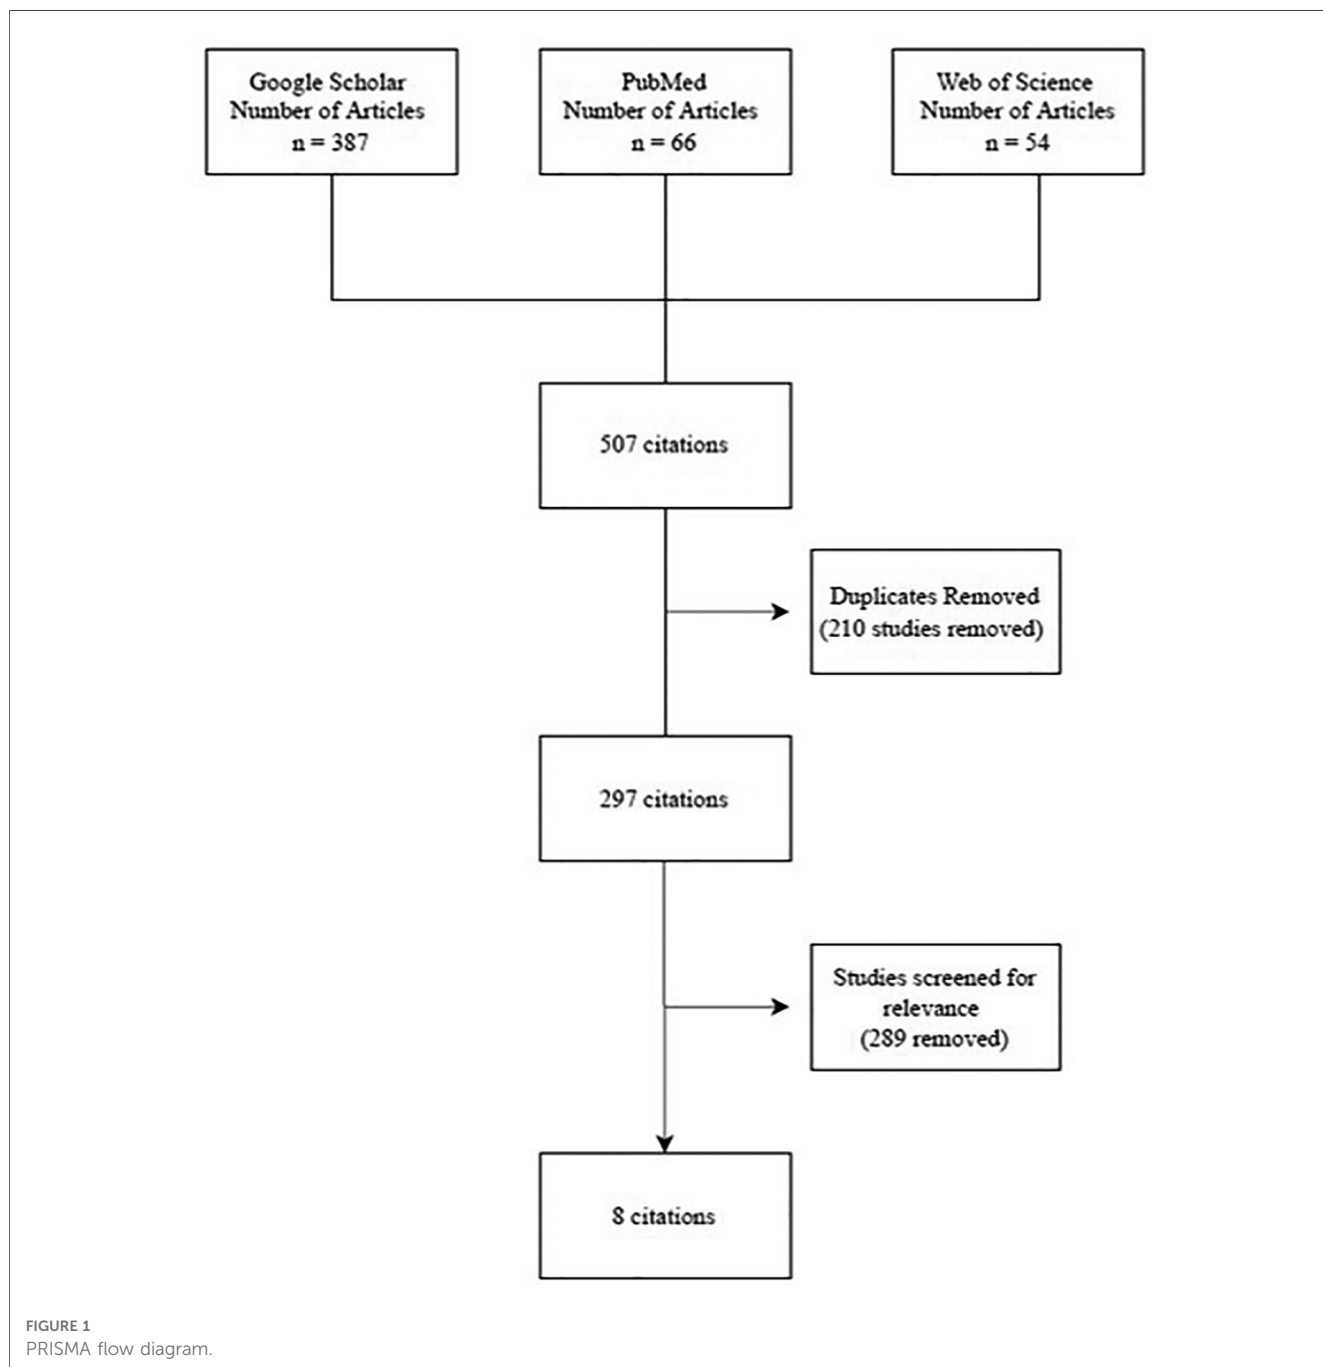 Google Scholar
Number of Articles
n = 387
PubMed
Number of Articles
n = 66
Web of Science
Number of Articles
n = 54
507 citations
Duplicates Removed
(210 studies removed)
297 citations
Studies screened for
relevance
(289 removed)
8 citations
FIGURE 1
PRISMA flow diagram.